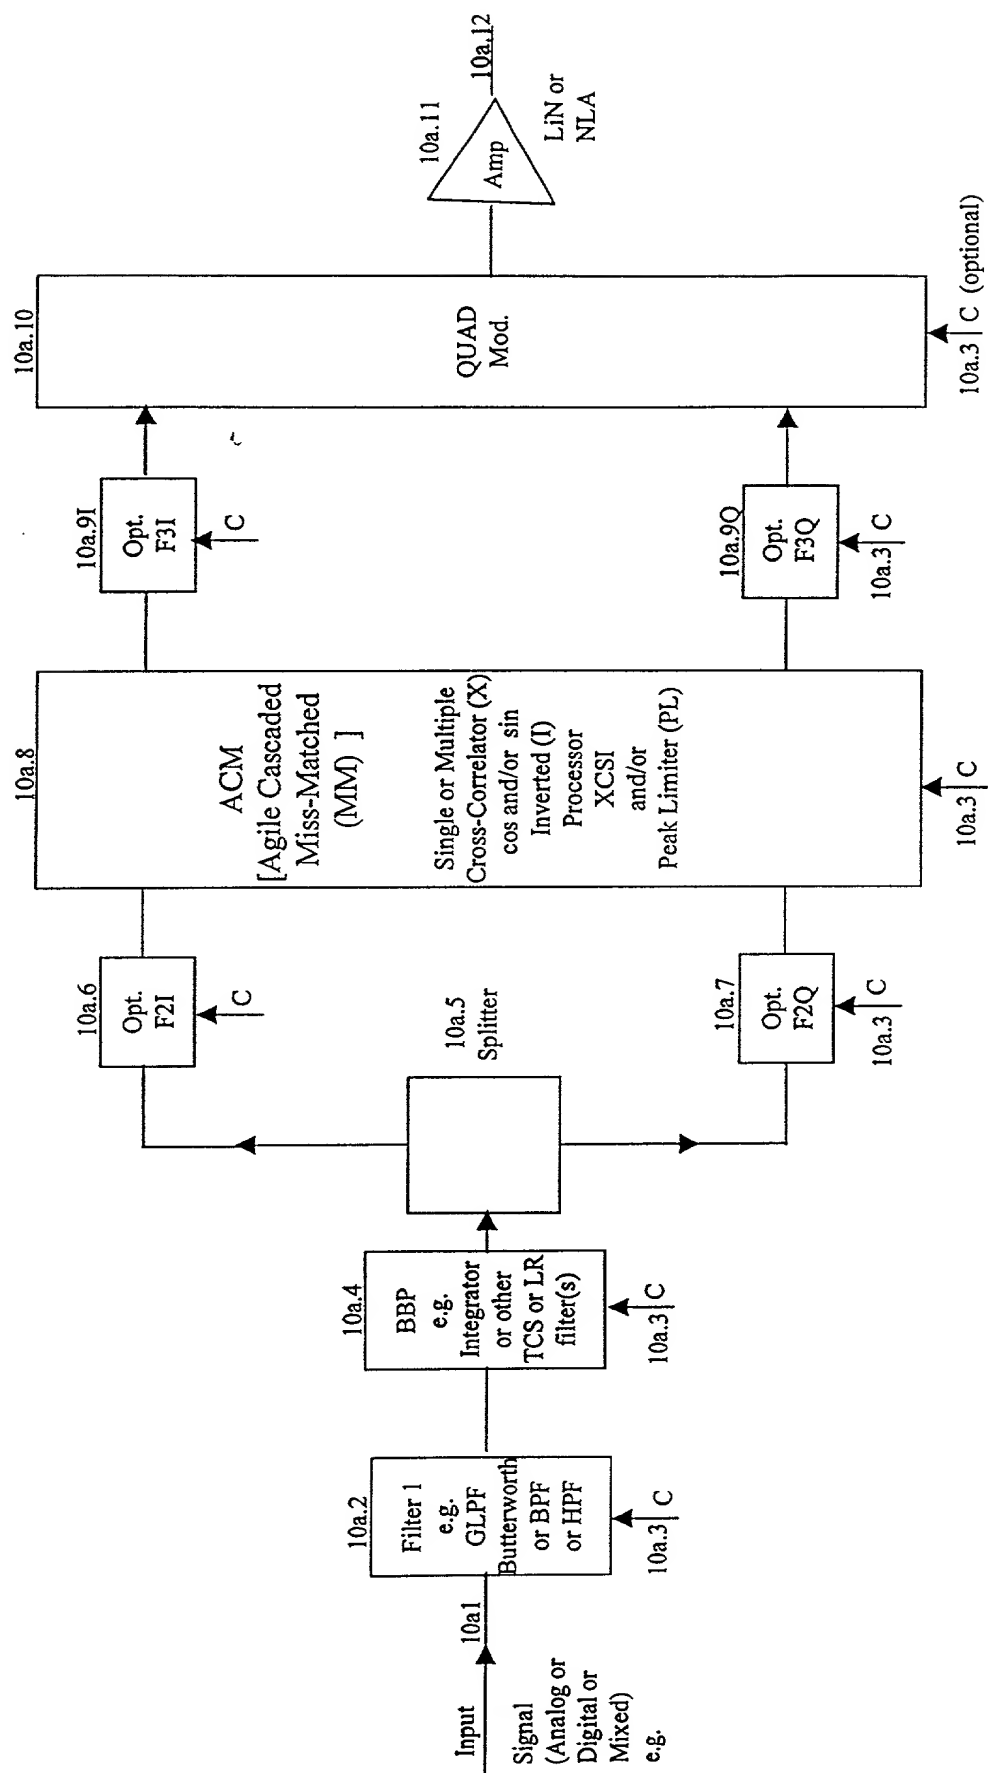 Input
Signal
(Analog or
Digital or
Mixed)
e.g.
10a1
10a.2
Filter 1
e.g.
GLPF
Butterworth
or BPF
or HPF
10a.3 C
10a.4
BBP
e.g.
Integrator
or other
TCS or LR
filter(s)
10a.3 C
10a.5
Splitter
10a.6
Opt.
F2I
C
10a.7
Opt.
F2Q
10a.3 C
10a.8
ACM
[Agile Cascaded
Miss-Matched
(MM) ]
Single or Multiple
Cross-Correlator (X)
cos and/or sin
Inverted (I)
Processor
XCSI
and/or
Peak Limiter (PL)
10a.3 C
10a.9I
Opt.
F3I
C
10a.9Q
Opt.
F3Q
10a.3 C
10a.10
QUAD
Mod.
10a.3 C (optional)
10a.11
Amp
LiN or
NLA
10a.12